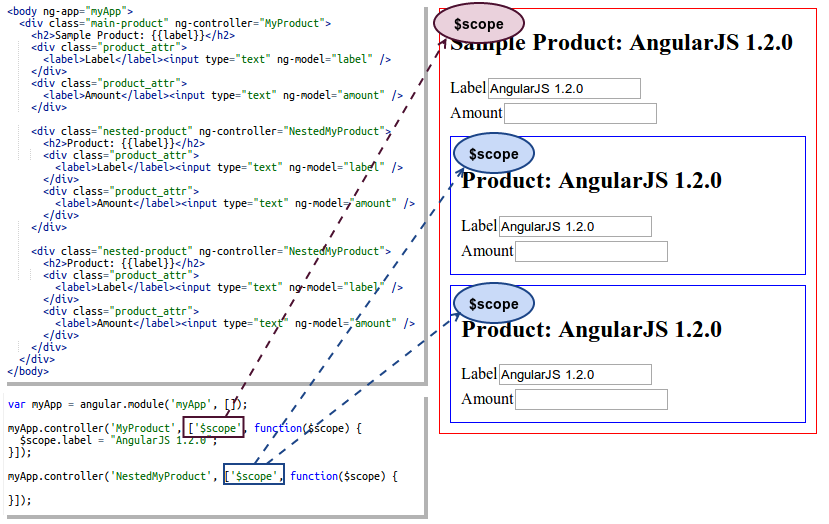 <body ng-app="myApp">
<div class="main-product" ng-controller="MyProduct">
<h2>Sample Product: {{label}}</h2>
<div class="product_attr">
<label>Label</label><input type="text" ng-model="label" />
</div>
<div class="product_attr">
<label>Amount</label><input type="text" ng-model="amount" />
</div>
<div class="nested-product" ng-controller="NestedMyProduct">
<h2>Product: {{label}}</h2>
<div class="product_attr">
<label>Label</label><input type="text" ng-model="label" />
</div>
<div class="product_attr">
<label>Amount</label><input type="text" ng-model="amount" />
</div>
</div>
<div class="nested-product" ng-controller="NestedMyProduct">
<h2>Product: {{label}}</h2>
<div class="product_attr">
<label>Label</label><input type="text" ng-model="label" />
</div>
<div class="product_attr">
<label>Amount</label><input type="text" ng-model="amount" />
</div>
</div>
</div>
</body>
var myApp = angular.module('myApp', []);
myApp.controller('MyProduct', ['$scope', function($scope) {
$scope.label = "AngularJS 1.2.0";
}]);
myApp.controller('NestedMyProduct', ['$scope', function($scope) {
}]);
$scope
Sample Product: AngularJS 1.2.0
Label AngularJS 1.2.0
Amount
$scope
Product: AngularJS 1.2.0
Label AngularJS 1.2.0
Amount
$scope
Product: AngularJS 1.2.0
Label AngularJS 1.2.0
Amount